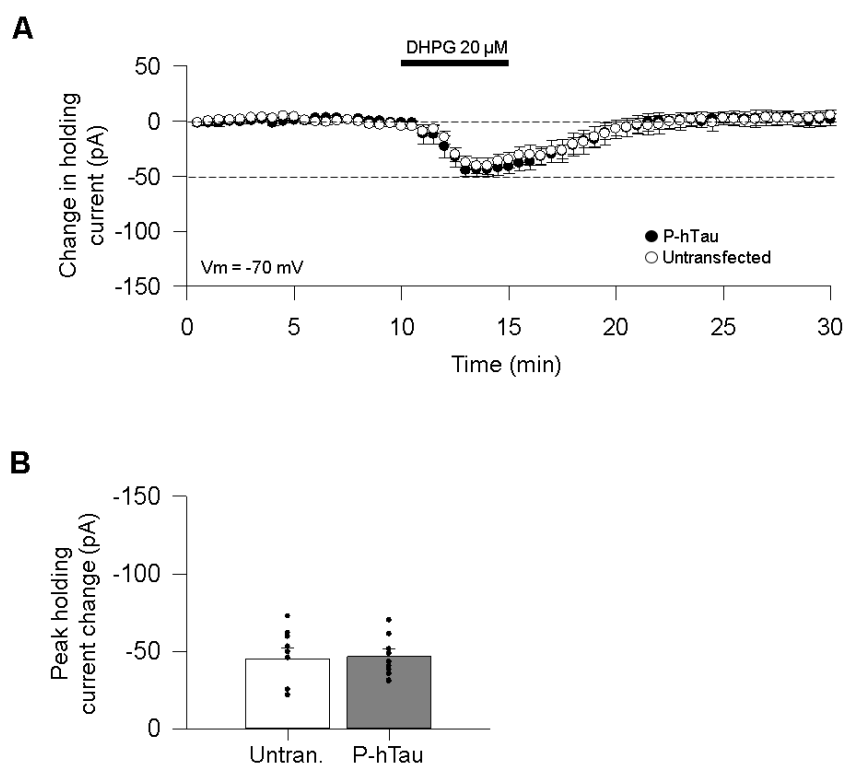 A
DHPG 20 µM
50
0
-50
-100
-150
Change in holding
current (pA)
P-hTau
Untransfected
Vm = -70 mV
0 5 10 15 20 25 30
Time (min)
B
-150
-100
-50
0
Peak holding
current change (pA)
Untran. P-hTau